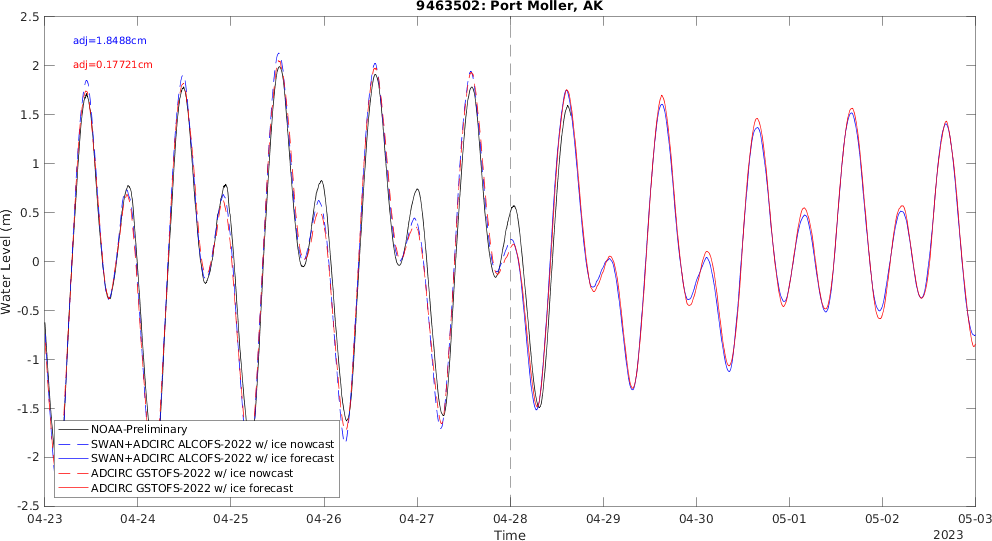 9463502: Port Moller, AK
adj=1.8488cm
adj=0.17721cm
2.5
2
1.5
1
0.5
0
-0.5
-1
-1.5
-2
-2.5
Water Level (m)
NOAA-Preliminary
SWAN+ADCIRC ALCOFS-2022 w/ ice nowcast
SWAN+ADCIRC ALCOFS-2022 w/ ice forecast
ADCIRC GSTOFS-2022 w/ ice nowcast
ADCIRC GSTOFS-2022 w/ ice forecast
04-23 04-24 04-25 04-26 04-27 04-28 04-29 04-30 05-01 05-02 05-03
Time
2023